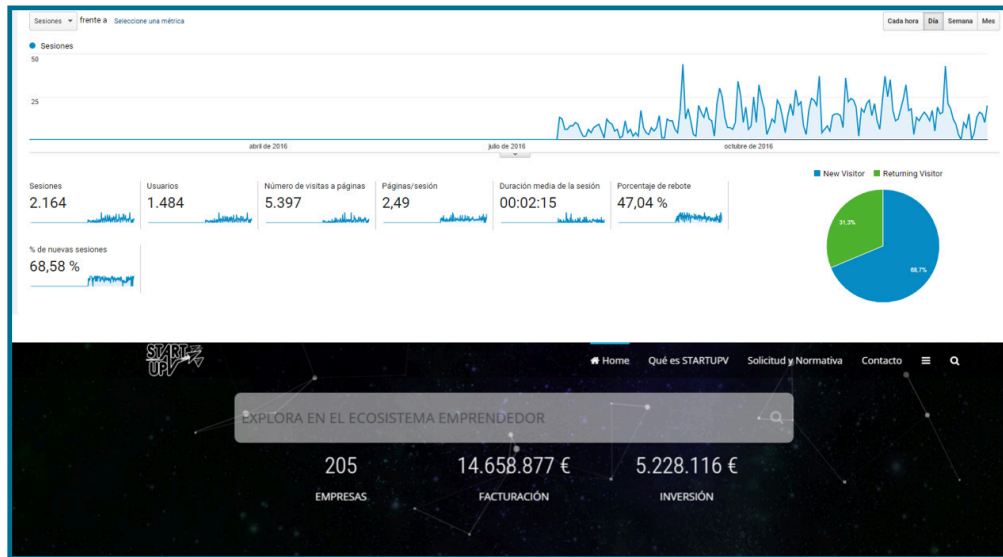 Sesiones frente a Seleccione una métrica
Cada hora Día Semana Mes
Sesiones
50
25
abril de 2016 julio de 2016 octubre de 2016
New Visitor Returning Visitor
Sesiones
2.164
Usuarios
1.484
Número de visitas a páginas
5.397
Páginas/sesión
2,49
Duración media de la sesión
00:02:15
Porcentaje de rebote
47,04 %
% de nuevas sesiones
68,58 %
31,3%
68,7%
START
UPV
Home Qué es STARTUPV Solicitud y Normativa Contacto
EXPLORA EN EL ECOSISTEMA EMPRENDEDOR
205 14.658.877 € 5.228.116 €
EMPRESAS FACTURACIÓN INVERSIÓN